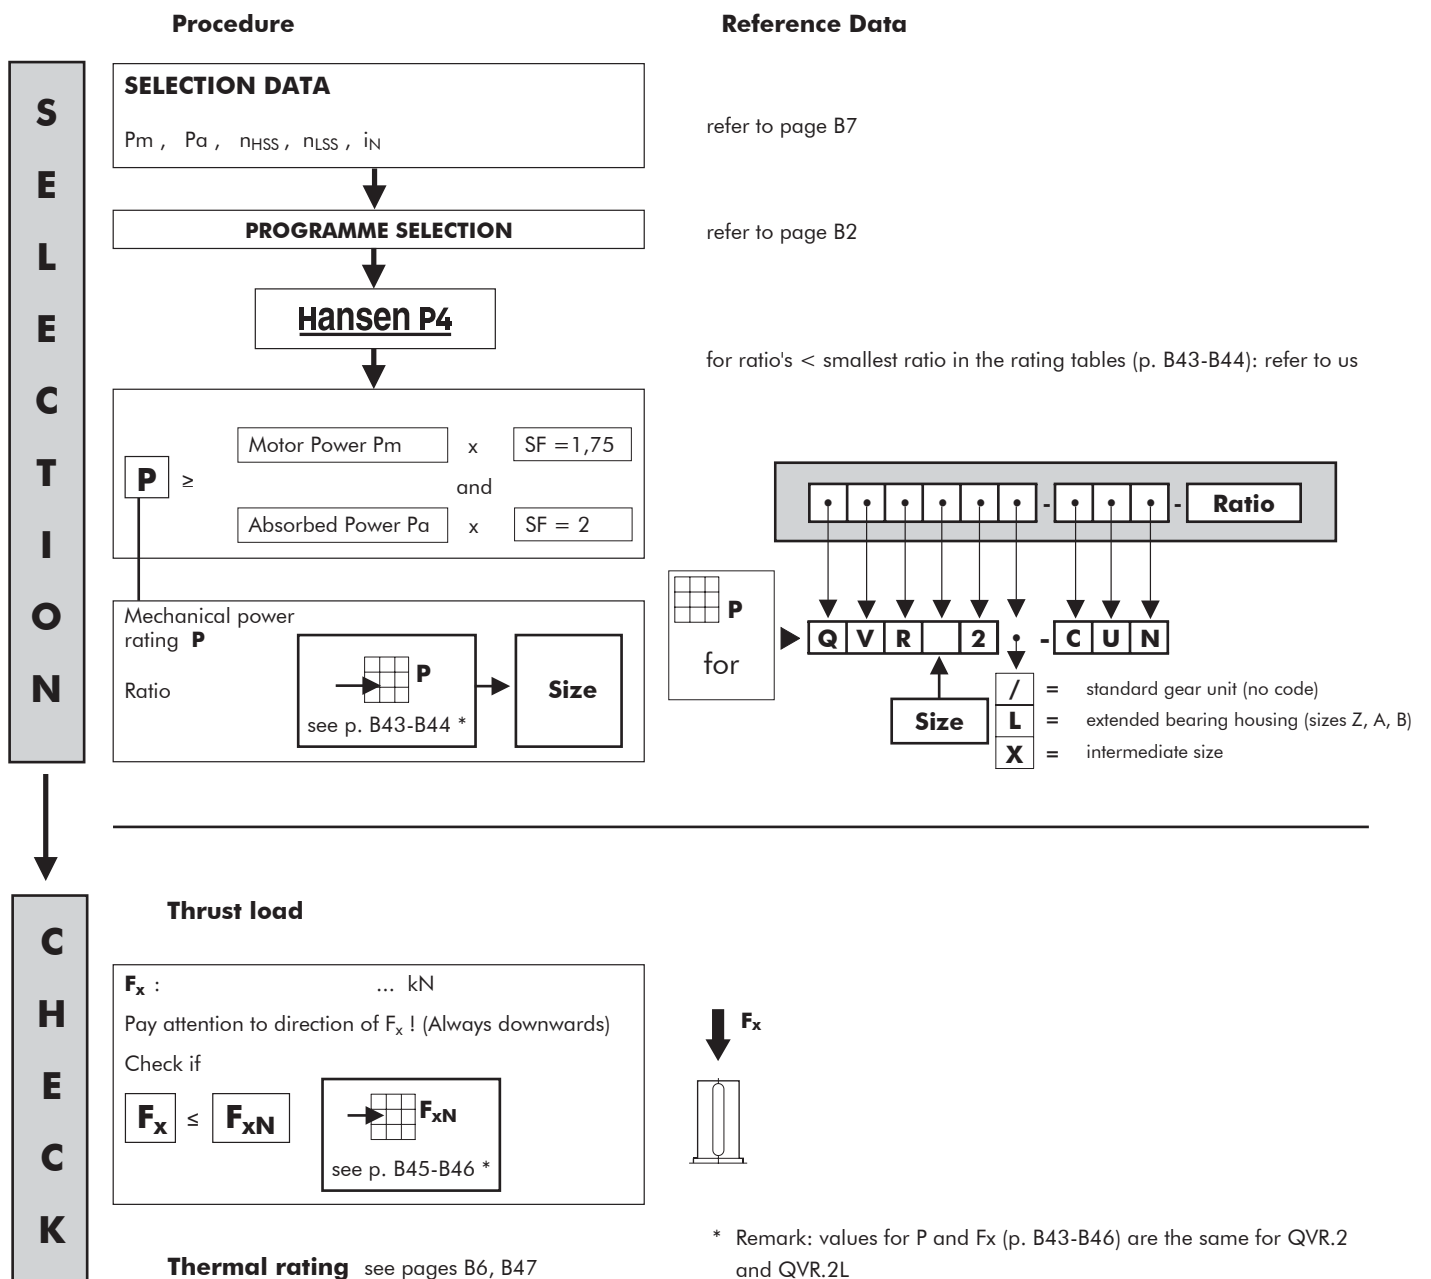 Procedure
Reference Data
SELECTION
SELECTION DATA
Pm , Pa , nHSS , nLSS , iN
refer to page B7
PROGRAMME SELECTION
refer to page B2
Hansen P4
for ratio's < smallest ratio in the rating tables (p. B43-B44): refer to us
Motor Power Pm x SF =1,75
P ≥
and
Absorbed Power Pa x SF = 2
• • • • • • - • • • - Ratio
Mechanical power
rating P
Ratio
P
see p. B43-B44 *
Size
P
for
Q V R 2 • - C U N
Size
/ = standard gear unit (no code)
L = extended bearing housing (sizes Z, A, B)
X = intermediate size
CHECK
Thrust load
Fx : ... kN
Pay attention to direction of Fx ! (Always downwards)
Check if
Fx ≤ FxN
FxN
see p. B45-B46 *
Fx
* Remark: values for P and Fx (p. B43-B46) are the same for QVR.2
and QVR.2L
Thermal rating see pages B6, B47